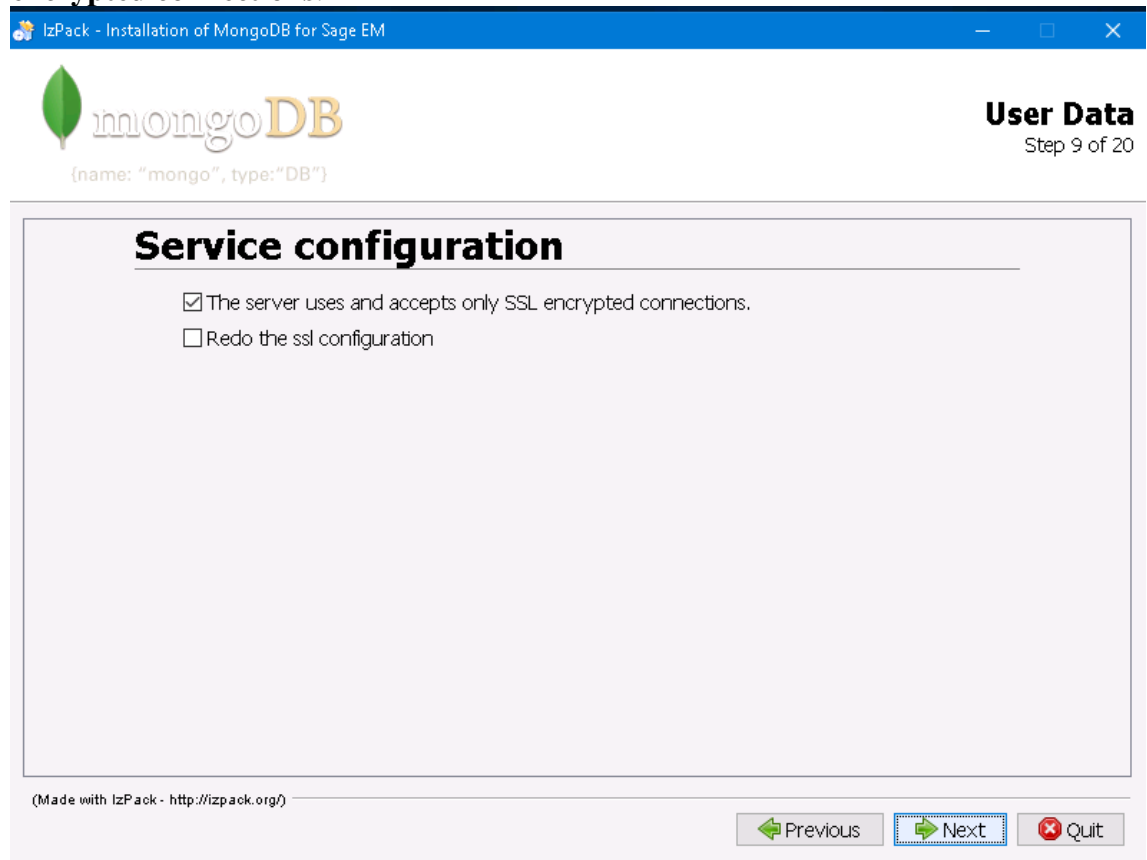 encrypted connections.
IzPack - Installation of MongoDB for Sage EM
mongoDB
{name: "mongo", type:"DB"}
User Data
Step 9 of 20
Service configuration
The server uses and accepts only SSL encrypted connections.
Redo the ssl configuration
(Made with IzPack - http://izpack.org/)
Previous
Next
Quit